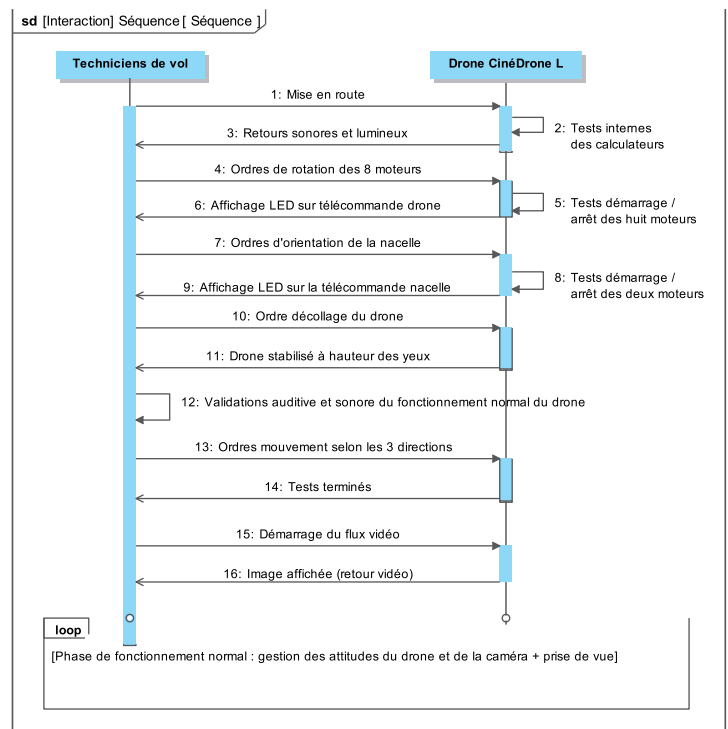 sd [Interaction] Séquence [ Séquence ]
Techniciens de vol
Drone CinéDrone L
1: Mise en route
2: Tests internes
des calculateurs
3: Retours sonores et lumineux
4: Ordres de rotation des 8 moteurs
5: Tests démarrage /
arrêt des huit moteurs
6: Affichage LED sur télécommande drone
7: Ordres d'orientation de la nacelle
8: Tests démarrage /
arrêt des deux moteurs
9: Affichage LED sur la télécommande nacelle
10: Ordre décollage du drone
11: Drone stabilisé à hauteur des yeux
12: Validations auditive et sonore du fonctionnement normal du drone
13: Ordres mouvement selon les 3 directions
14: Tests terminés
15: Démarrage du flux vidéo
16: Image affichée (retour vidéo)
loop
[Phase de fonctionnement normal : gestion des attitudes du drone et de la caméra + prise de vue]